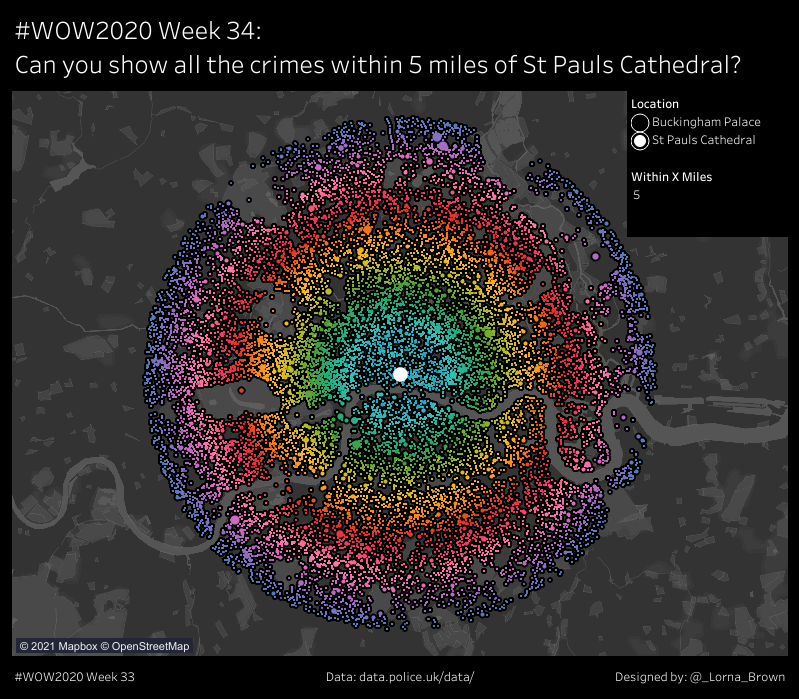 #WOW2020 Week 34:
Can you show all the crimes within 5 miles of St Pauls Cathedral?
Location
Buckingham Palace
St Pauls Cathedral
Within X Miles
5
© 2021 Mapbox © OpenStreetMap
#WOW2020 Week 33
Data: data.police.uk/data/
Designed by: @_Lorna_Brown